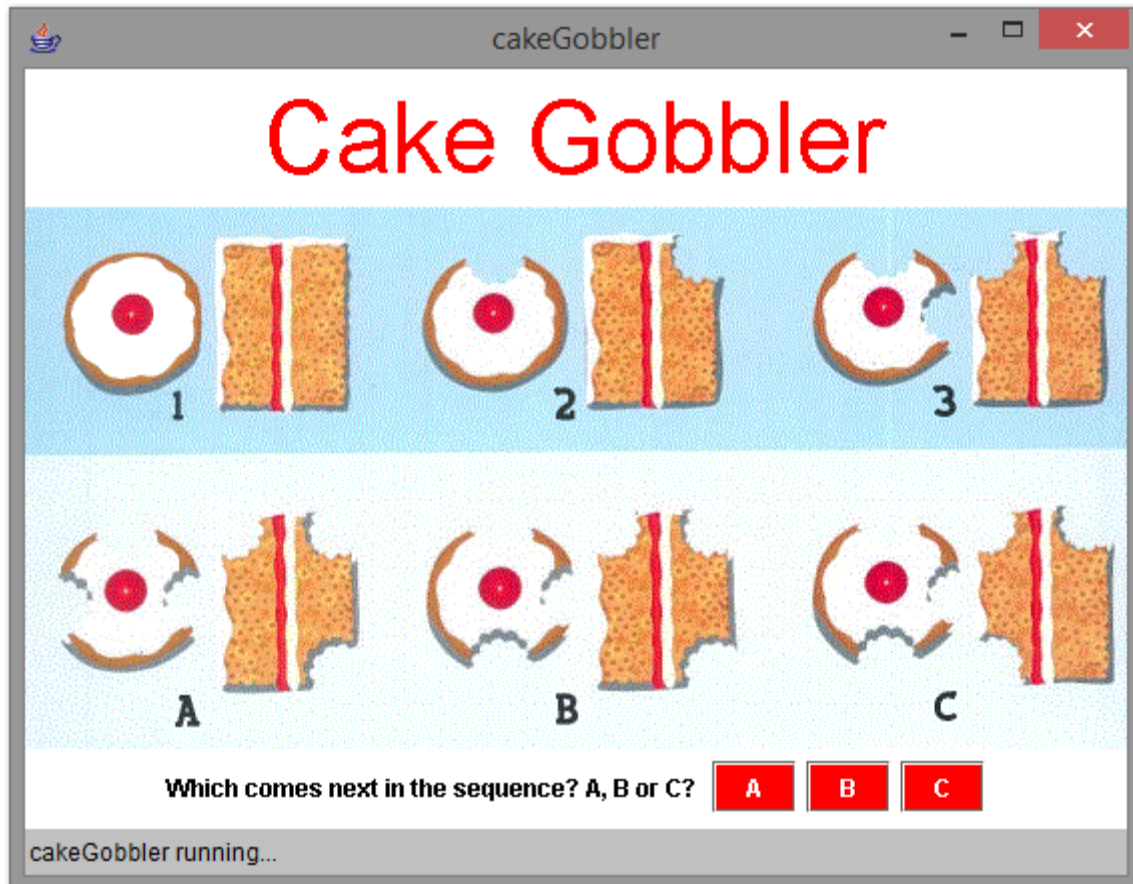 cakeGobbler
Cake Gobbler
1 2 3
A B C
Which comes next in the sequence? A, B or C? A B C
cakeGobbler running...